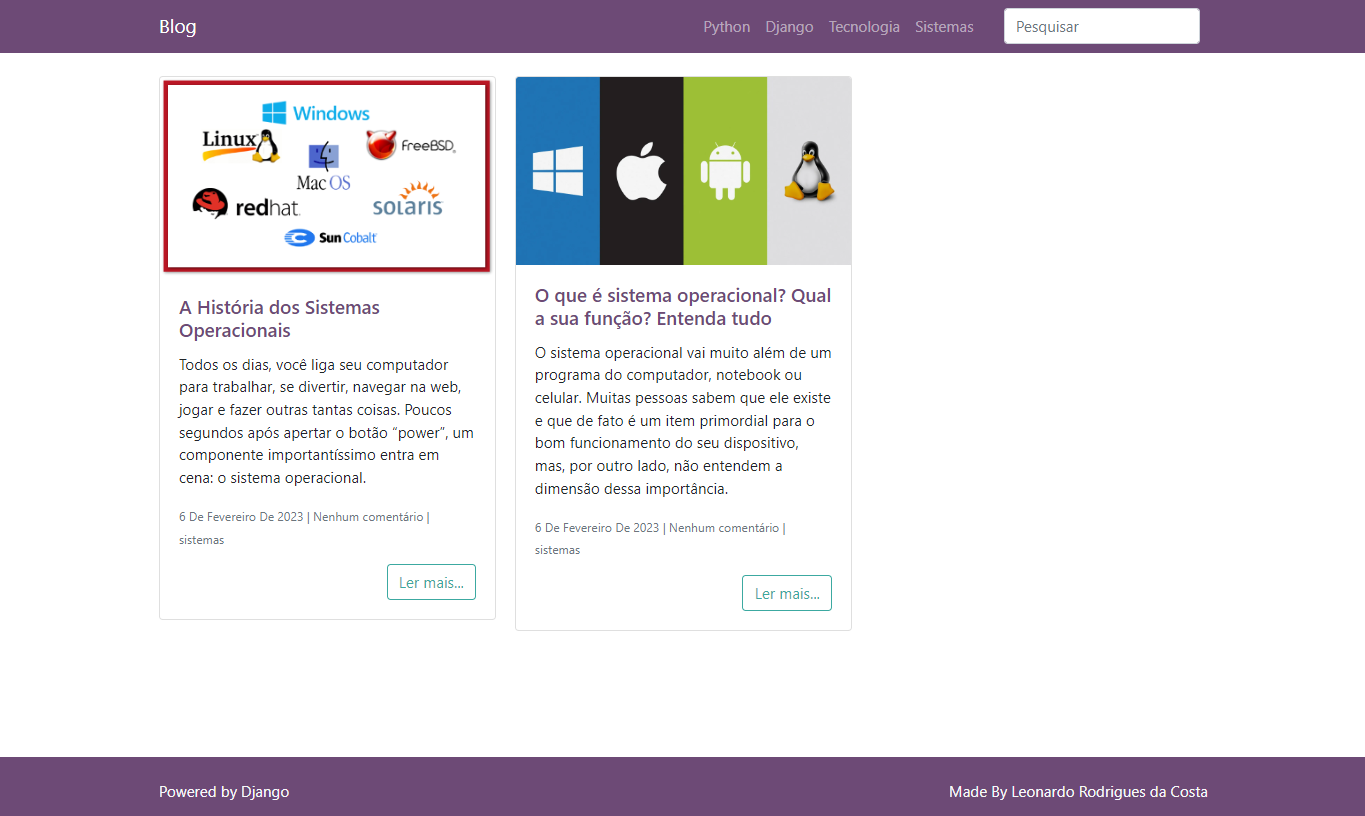 Blog
Python Django Tecnologia Sistemas Pesquisar
Windows
Linux
FreeBSD
Mac OS
redhat.
solaris
Sun Cobalt
A História dos Sistemas
Operacionais
Todos os dias, você liga seu computador
para trabalhar, se divertir, navegar na web,
jogar e fazer outras tantas coisas. Poucos
segundos após apertar o botão “power”, um
componente importantíssimo entra em
cena: o sistema operacional.
6 De Fevereiro De 2023 | Nenhum comentário |
sistemas
Ler mais...
O que é sistema operacional? Qual
a sua função? Entenda tudo
O sistema operacional vai muito além de um
programa do computador, notebook ou
celular. Muitas pessoas sabem que ele existe
e que de fato é um item primordial para o
bom funcionamento do seu dispositivo,
mas, por outro lado, não entendem a
dimensão dessa importância.
6 De Fevereiro De 2023 | Nenhum comentário |
sistemas
Ler mais...
Powered by Django
Made By Leonardo Rodrigues da Costa